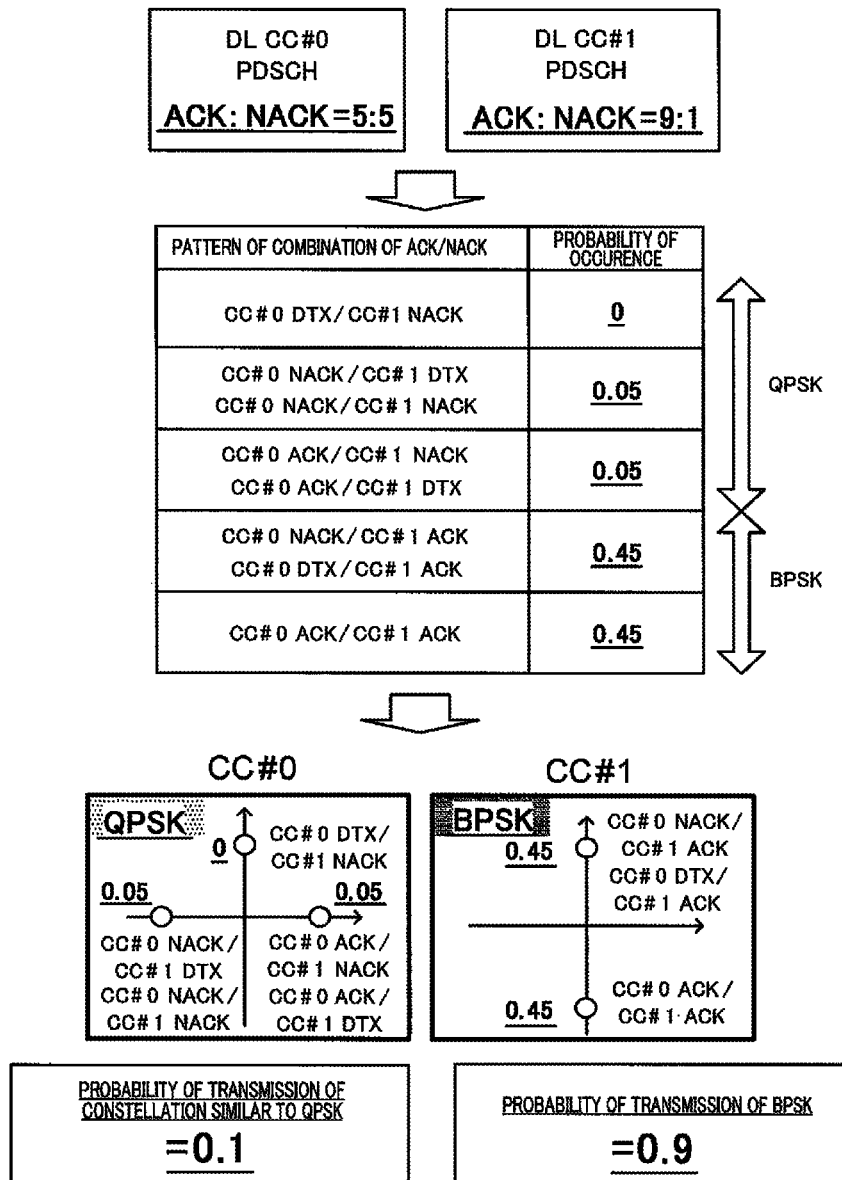 DL CC#0
PDSCH
ACK: NACK=5:5
DL CC#1
PDSCH
ACK: NACK=9:1
PATTERN OF COMBINATION OF ACK/NACK
PROBABILITY OF
OCCURENCE
CC#0 DTX/CC#1 NACK
0
CC#0 NACK/CC#1 DTX
CC#0 NACK/CC#1 NACK
0.05
CC#0 ACK/CC#1 NACK
CC#0 ACK/CC#1 DTX
0.05
CC#0 NACK/CC#1 ACK
CC#0 DTX/CC#1 ACK
0.45
CC#0 ACK/CC#1 ACK
0.45
QPSK
BPSK
CC#0
QPSK
0
CC#0 DTX/
CC#1 NACK
0.05
0.05
CC#0 NACK/
CC#1 DTX
CC#0 NACK/
CC#1 NACK
CC#0 ACK/
CC#1 NACK
CC#0 ACK/
CC#1 DTX
CC#1
BPSK
0.45
CC#0 NACK/
CC#1 ACK
CC#0 DTX/
CC#1 ACK
0.45
CC#0 ACK/
CC#1 ACK
PROBABILITY OF TRANSMISSION OF
CONSTELLATION SIMILAR TO QPSK
=0.1
PROBABILITY OF TRANSMISSION OF BPSK
=0.9